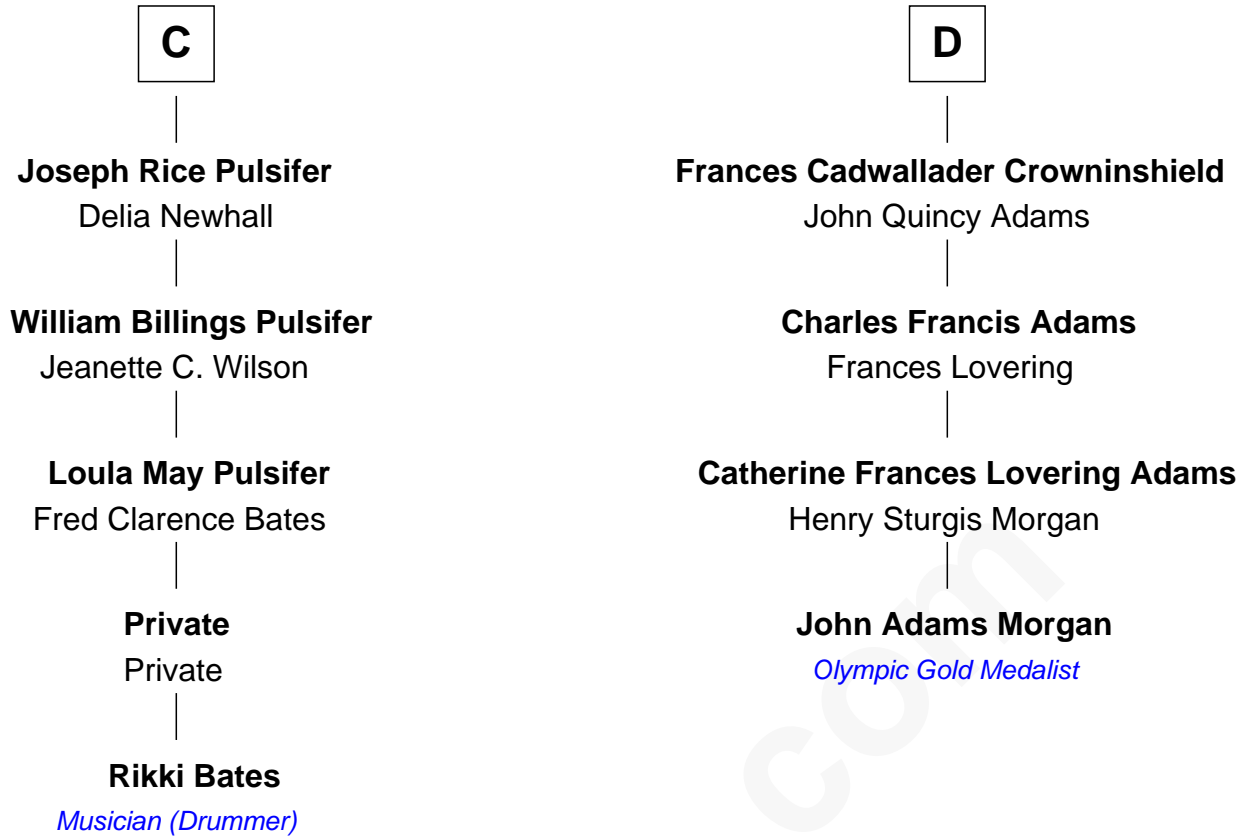 C
Joseph Rice Pulsifer
Delia Newhall
William Billings Pulsifer
Jeanette C. Wilson
Loula May Pulsifer
Fred Clarence Bates
Private
Private
Rikki Bates
Musician (Drummer)
D
Frances Cadwallader Crowninshield
John Quincy Adams
Charles Francis Adams
Frances Lovering
Catherine Frances Lovering Adams
Henry Sturgis Morgan
John Adams Morgan
Olympic Gold Medalist
com